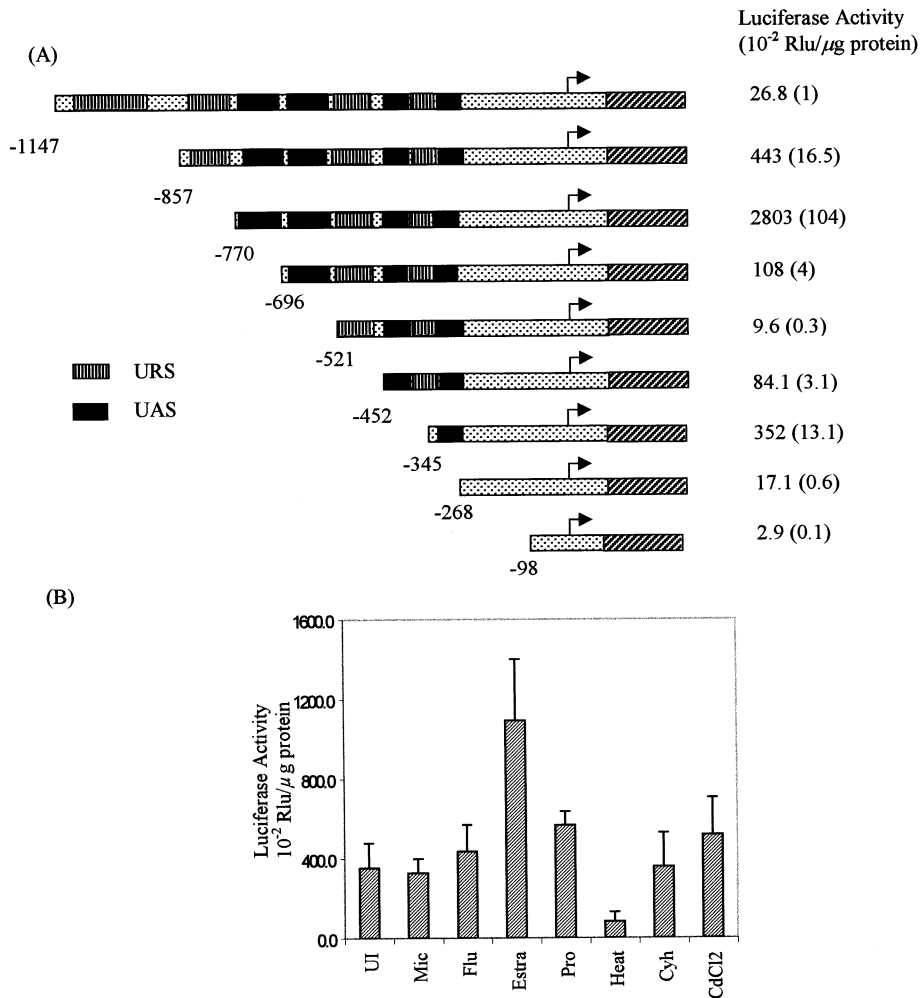 Luciferase Activity
(10⁻² Rlu/μg protein)
(A)
26.8 (1)
-1147
443 (16.5)
-857
2803 (104)
-770
108 (4)
-696
9.6 (0.3)
-521
URS
84.1 (3.1)
-452
UAS
352 (13.1)
-345
17.1 (0.6)
-268
2.9 (0.1)
-98
(B)
Luciferase Activity
10⁻² Rlu/μg protein
1600.0
1200.0
800.0
400.0
0.0
UI
Mic
Flu
Estra
Pro
Heat
Cyh
CdCl2